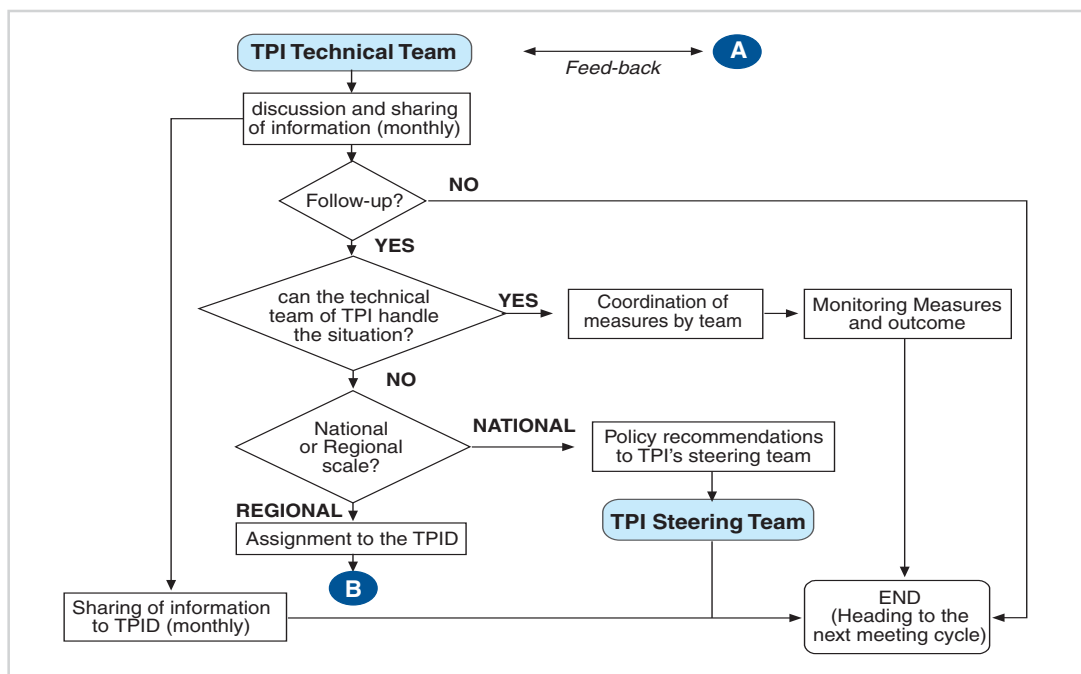 TPI Technical Team
A
Feed-back
discussion and sharing
of information (monthly)
NO
Follow-up?
YES
can the technical
team of TPI handle
the situation?
YES
Coordination of
measures by team
Monitoring Measures
and outcome
NO
National
or Regional
scale?
NATIONAL
Policy recommendations
to TPI's steering team
REGIONAL
TPI Steering Team
Assignment to the TPID
B
Sharing of information
to TPID (monthly)
END
(Heading to the
next meeting cycle)